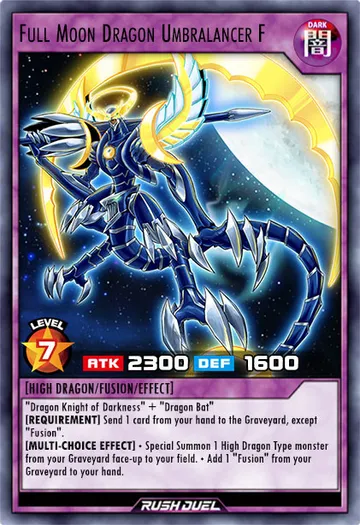 Full Moon Dragon Umbralancer F
DARK
闇
LEVEL
7
ATK 2300 DEF 1600
[HIGH DRAGON/FUSION/EFFECT]
"Dragon Knight of Darkness" + "Dragon Bat"
[REQUIREMENT] Send 1 card from your hand to the Graveyard, except
"Fusion".
[MULTI-CHOICE EFFECT] • Special Summon 1 High Dragon Type monster
from your Graveyard face-up to your field. • Add 1 "Fusion" from your
Graveyard to your hand.
RUSH DUEL